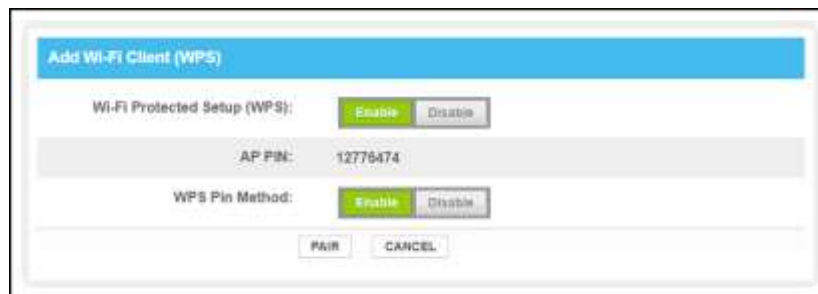 Add Wi-Fi Client (WPS)
Wi-Fi Protected Setup (WPS): Enable Disable
AP PIN: 12776474
WPS Pin Method: Enable Disable
PAIR CANCEL